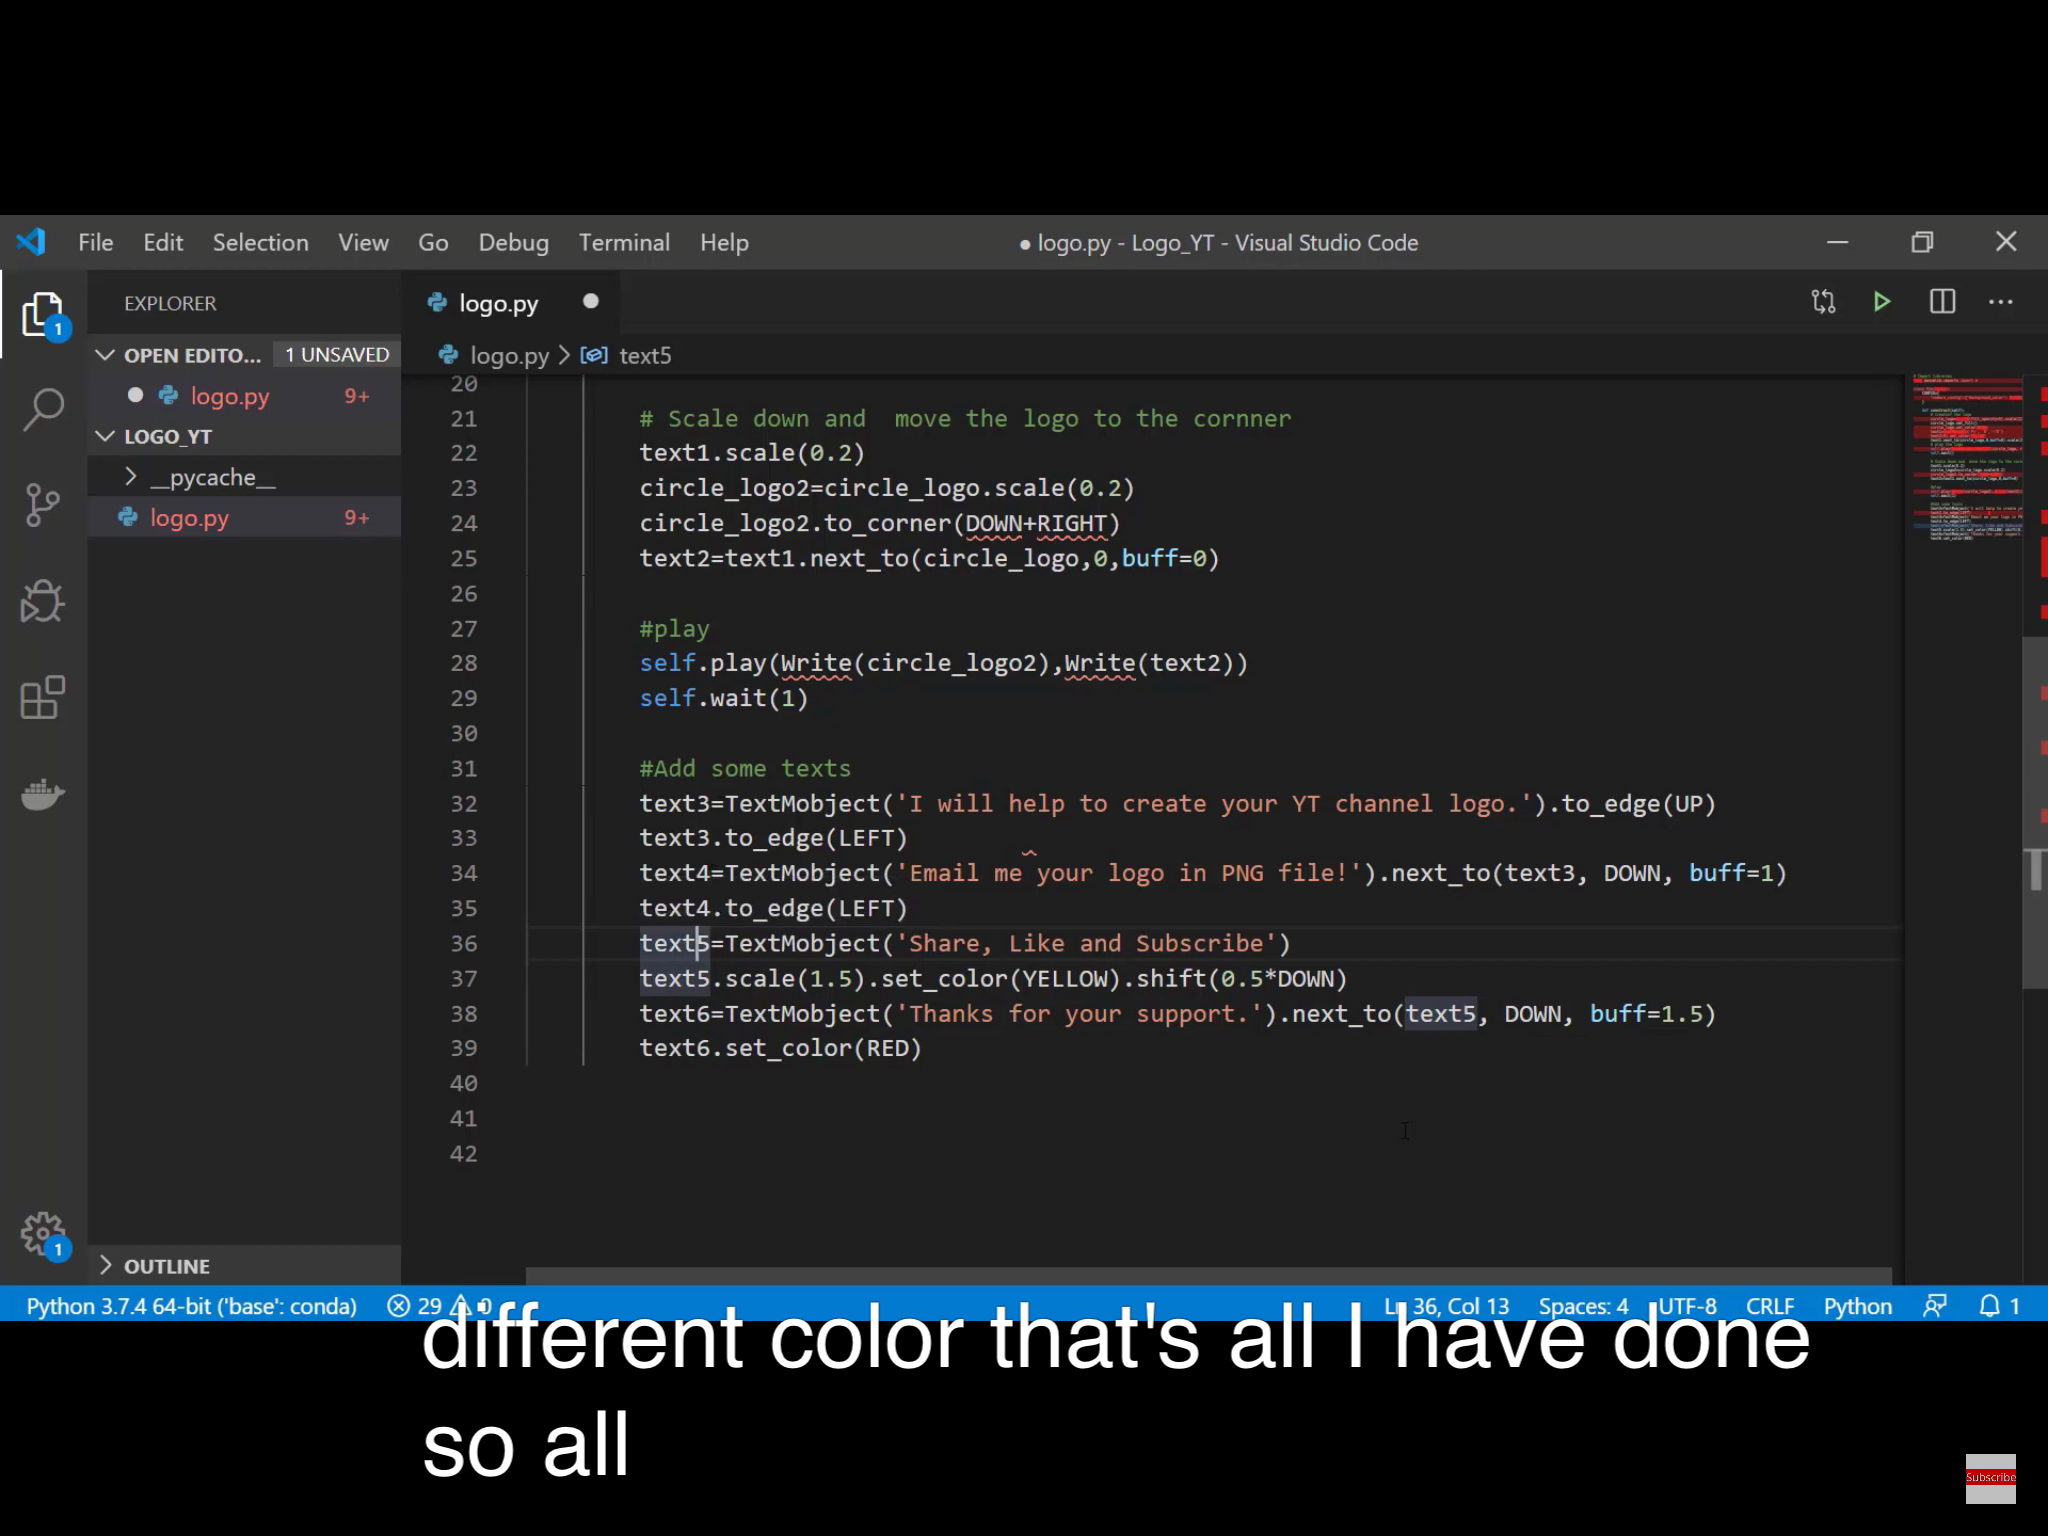 File Edit Selection View Go Debug Terminal Help
● logo.py - Logo_YT - Visual Studio Code
EXPLORER
OPEN EDITO... 1 UNSAVED
logo.py 9+
LOGO_YT
__pycache__
logo.py 9+
OUTLINE
logo.py
logo.py > text5
20
21 # Scale down and  move the logo to the cornner
22 text1.scale(0.2)
23 circle_logo2=circle_logo.scale(0.2)
24 circle_logo2.to_corner(DOWN+RIGHT)
25 text2=text1.next_to(circle_logo,0,buff=0)
26
27 #play
28 self.play(Write(circle_logo2),Write(text2))
29 self.wait(1)
30
31 #Add some texts
32 text3=TextMobject('I will help to create your YT channel logo.').to_edge(UP)
33 text3.to_edge(LEFT)
34 text4=TextMobject('Email me your logo in PNG file!').next_to(text3, DOWN, buff=1)
35 text4.to_edge(LEFT)
36 text5=TextMobject('Share, Like and Subscribe')
37 text5.scale(1.5).set_color(YELLOW).shift(0.5*DOWN)
38 text6=TextMobject('Thanks for your support.').next_to(text5, DOWN, buff=1.5)
39 text6.set_color(RED)
40
41
42
1
1
Python 3.7.4 64-bit ('base': conda) 29 0 Ln 36, Col 13 Spaces: 4 UTF-8 CRLF Python 1
different color that's all I have done
so all
Subscribe